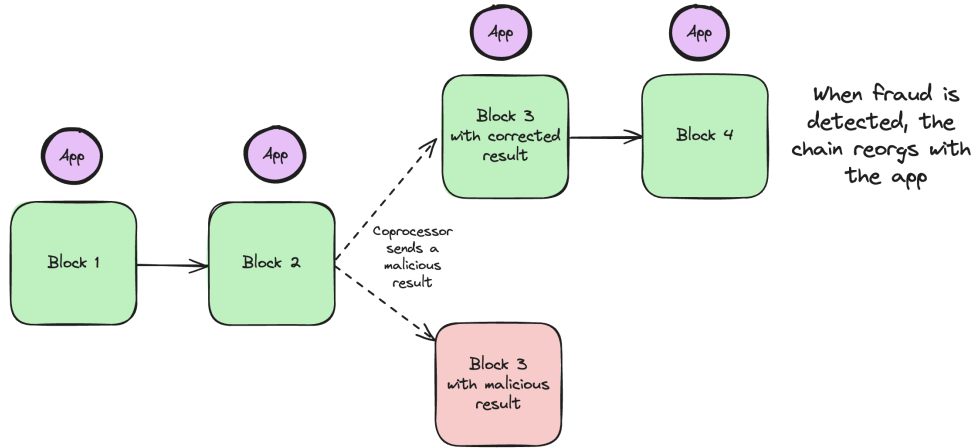 App
App
Block 3
with corrected
result
Block 4
When fraud is
detected, the
chain reorgs with
the app
App
App
Block 1
Block 2
Coprocessor
sends a
malicious
result
Block 3
with malicious
result